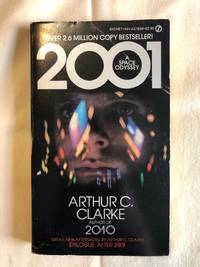 OVER 2.6 MILLION COPY BESTSELLER!
2001
A
SPACE
ODYSSEY
ARTHUR C.
CLARKE
AUTHOR OF
2010
WITH A NEW AFTERWORD BY ARTHUR C. CLARKE
EPILOGUE: AFTER 2001